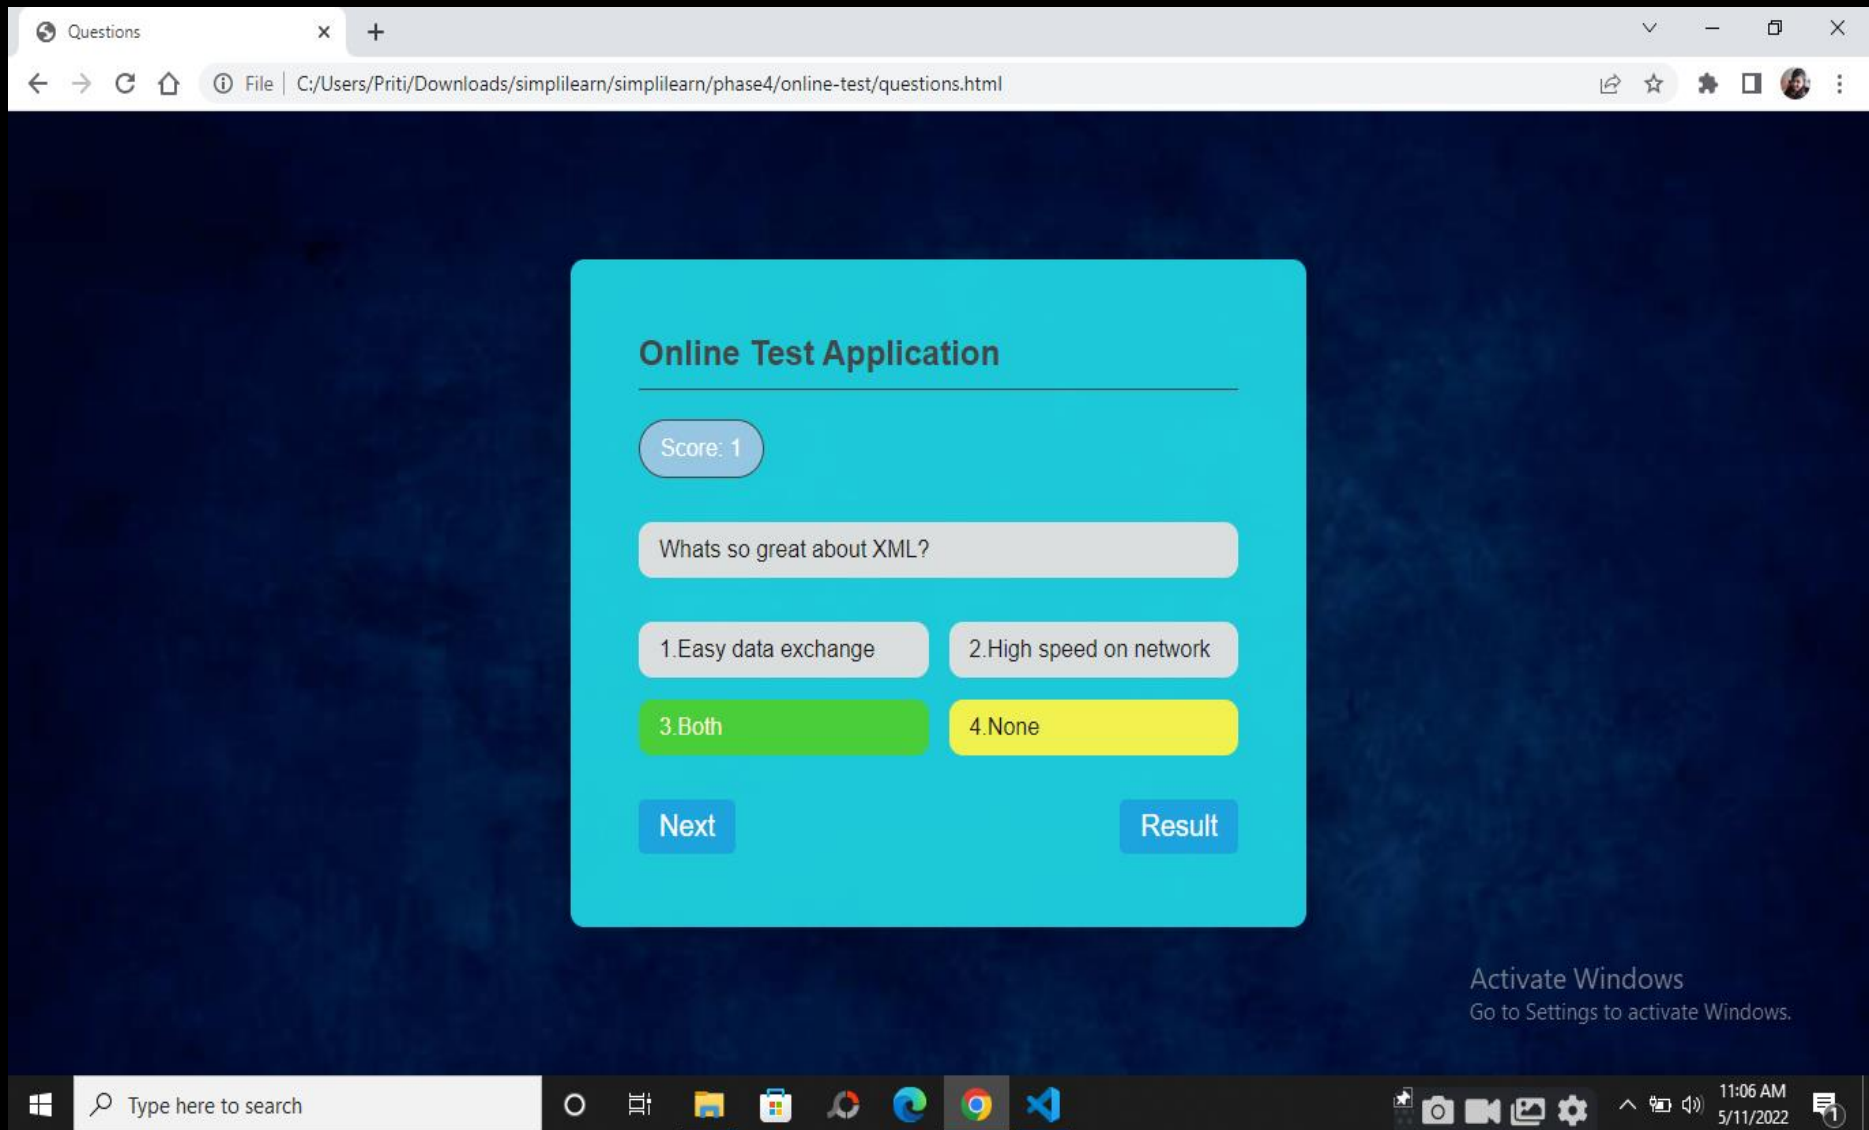 Questions
File
C:/Users/Priti/Downloads/simplilearn/simplilearn/phase4/online-test/questions.html
Online Test Application
Score: 1
Whats so great about XML?
1.Easy data exchange
2.High speed on network
3.Both
4.None
Next
Result
Activate Windows
Go to Settings to activate Windows.
Type here to search
11:06 AM
5/11/2022
1